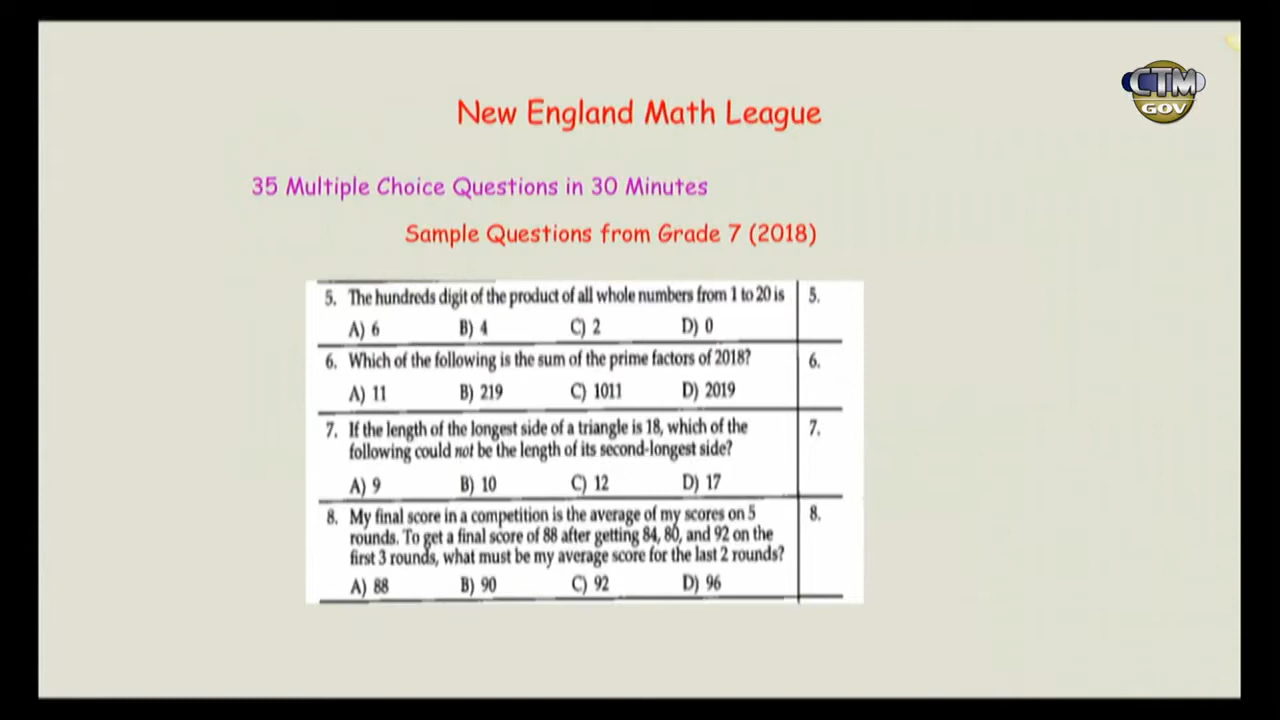 CTM
GOV
New England Math League
35 Multiple Choice Questions in 30 Minutes
Sample Questions from Grade 7 (2018)
5. The hundreds digit of the product of all whole numbers from 1 to 20 is 5.
A) 6 B) 4 C) 2 D) 0
6. Which of the following is the sum of the prime factors of 2018? 6.
A) 11 B) 219 C) 1011 D) 2019
7. If the length of the longest side of a triangle is 18, which of the 7.
following could not be the length of its second-longest side?
A) 9 B) 10 C) 12 D) 17
8. My final score in a competition is the average of my scores on 5 8.
rounds. To get a final score of 88 after getting 84, 80, and 92 on the
first 3 rounds, what must be my average score for the last 2 rounds?
A) 88 B) 90 C) 92 D) 96